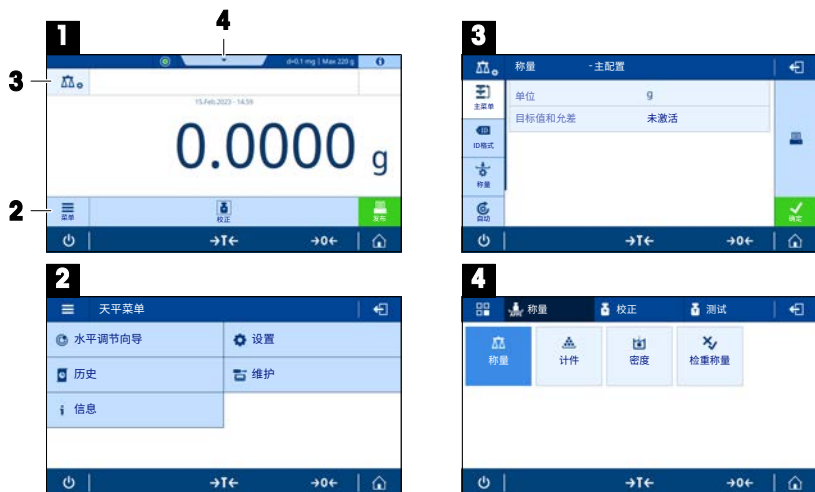 4
1
d=0.1 mg | Max 220 g
3
15.Feb.2023 - 14.59
0.0000 g
2
菜单
校正
发布
→T←
→0←
3
称量 -主配置
主菜单
单位 g
目标值和允差 未激活
ID
ID格式
称量
自动
确定
→T←
→0←
2
天平菜单
水平调节向导
设置
历史
维护
信息
→T←
→0←
4
称量
校正
测试
称量
计件
密度
检重称量
→T←
→0←